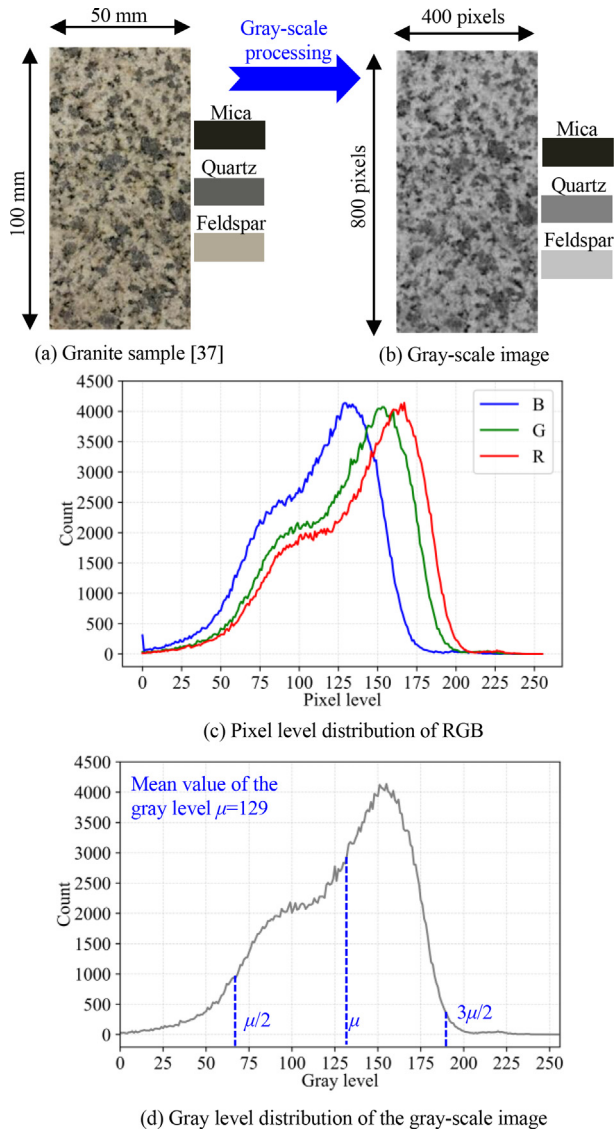 50 mm
Gray-scale
processing
400 pixels
100 mm
Mica
Quartz
Feldspar
800 pixels
Mica
Quartz
Feldspar
(a) Granite sample [37]
(b) Gray-scale image
4500
4000
3500
3000
2500
2000
1500
1000
500
0
Count
B
G
R
0 25 50 75 100 125 150 175 200 225 250
Pixel level
(c) Pixel level distribution of RGB
4500
4000
3500
3000
2500
2000
1500
1000
500
0
Count
Mean value of the
gray level μ=129
μ/2
μ
3μ/2
0 25 50 75 100 125 150 175 200 225 250
Gray level
(d) Gray level distribution of the gray-scale image